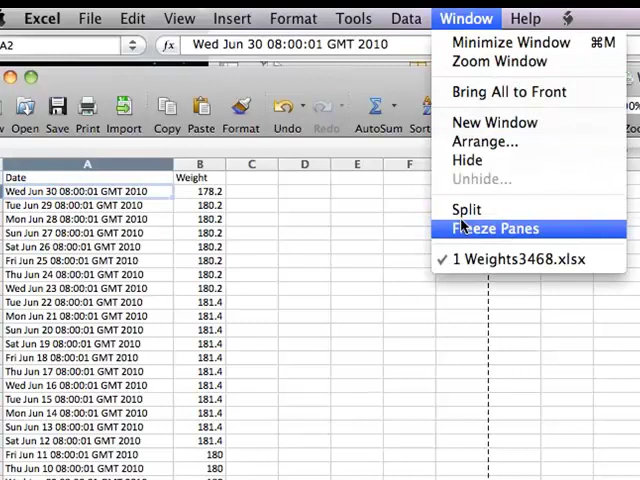 Excel File Edit View Insert Format Tools Data Window Help
A2 fx Wed Jun 30 08:00:01 GMT 2010
Minimize Window ⌘M
Zoom Window
Bring All to Front
New Window
Arrange...
Hide
Unhide...
Split
Freeze Panes
✓ 1 Weights3468.xlsx
Open Save Print Import Copy Paste Format Undo Redo AutoSum
A B C D E F
Date Weight
Wed Jun 30 08:00:01 GMT 2010 178.2
Tue Jun 29 08:00:01 GMT 2010 180.2
Mon Jun 28 08:00:01 GMT 2010 180.2
Sun Jun 27 08:00:01 GMT 2010 180.2
Sat Jun 26 08:00:01 GMT 2010 180.2
Fri Jun 25 08:00:01 GMT 2010 180.2
Thu Jun 24 08:00:01 GMT 2010 180.2
Wed Jun 23 08:00:01 GMT 2010 180.2
Tue Jun 22 08:00:01 GMT 2010 181.4
Mon Jun 21 08:00:01 GMT 2010 181.4
Sun Jun 20 08:00:01 GMT 2010 181.4
Sat Jun 19 08:00:01 GMT 2010 181.4
Fri Jun 18 08:00:01 GMT 2010 181.4
Thu Jun 17 08:00:01 GMT 2010 181.4
Wed Jun 16 08:00:01 GMT 2010 181.4
Tue Jun 15 08:00:01 GMT 2010 181.4
Mon Jun 14 08:00:01 GMT 2010 181.4
Sun Jun 13 08:00:01 GMT 2010 181.4
Sat Jun 12 08:00:01 GMT 2010 181.4
Fri Jun 11 08:00:01 GMT 2010 180
Thu Jun 10 08:00:01 GMT 2010 180